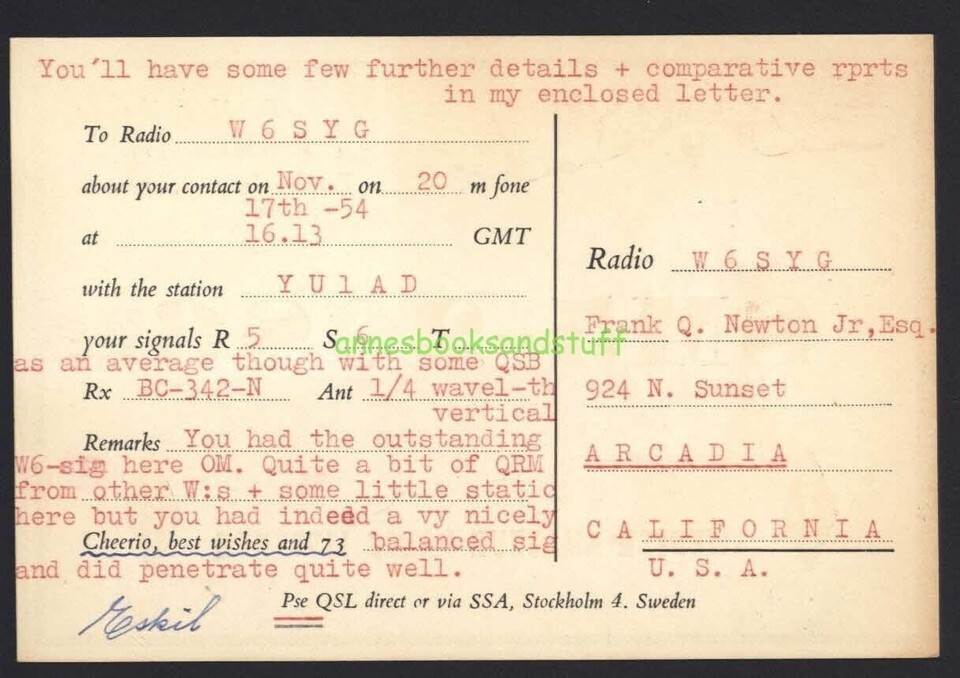 You'll have some few further details + comparative rprts
in my enclosed letter.
To Radio W 6 S Y G
about your contact on Nov. on 20 m fone
17th -54
at 16.13 GMT
with the station Y U 1 A D
your signals R 5 S 6 T
as an average though with some QSB
Rx BC-342-N Ant 1/4 wavel-th
vertical
Remarks You had the outstanding
W6-sig here OM. Quite a bit of QRM
from other W:s + some little static
here but you had indeed a vy nicely
Cheerio, best wishes and 73 balanced sig
and did penetrate quite well.
Eskil
Pse QSL direct or via SSA, Stockholm 4. Sweden
Radio W 6 S Y G
Frank Q. Newton Jr,Esq.
924 N. Sunset
A R C A D I A
C A L I F O R N I A
U. S. A.
annesbooksandstuff